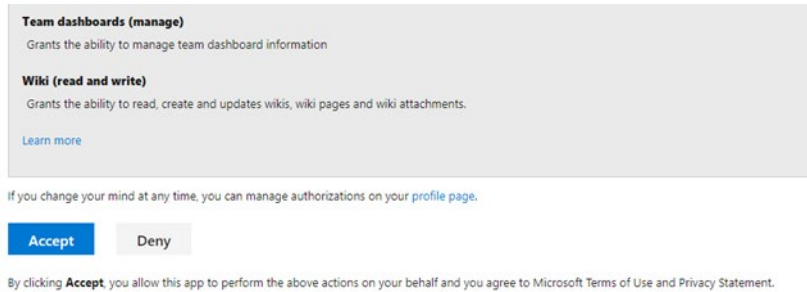 Team dashboards (manage)
Grants the ability to manage team dashboard information
Wiki (read and write)
Grants the ability to read, create and updates wikis, wiki pages and wiki attachments.
Learn more
If you change your mind at any time, you can manage authorizations on your profile page.
Accept Deny
By clicking Accept, you allow this app to perform the above actions on your behalf and you agree to Microsoft Terms of Use and Privacy Statement.